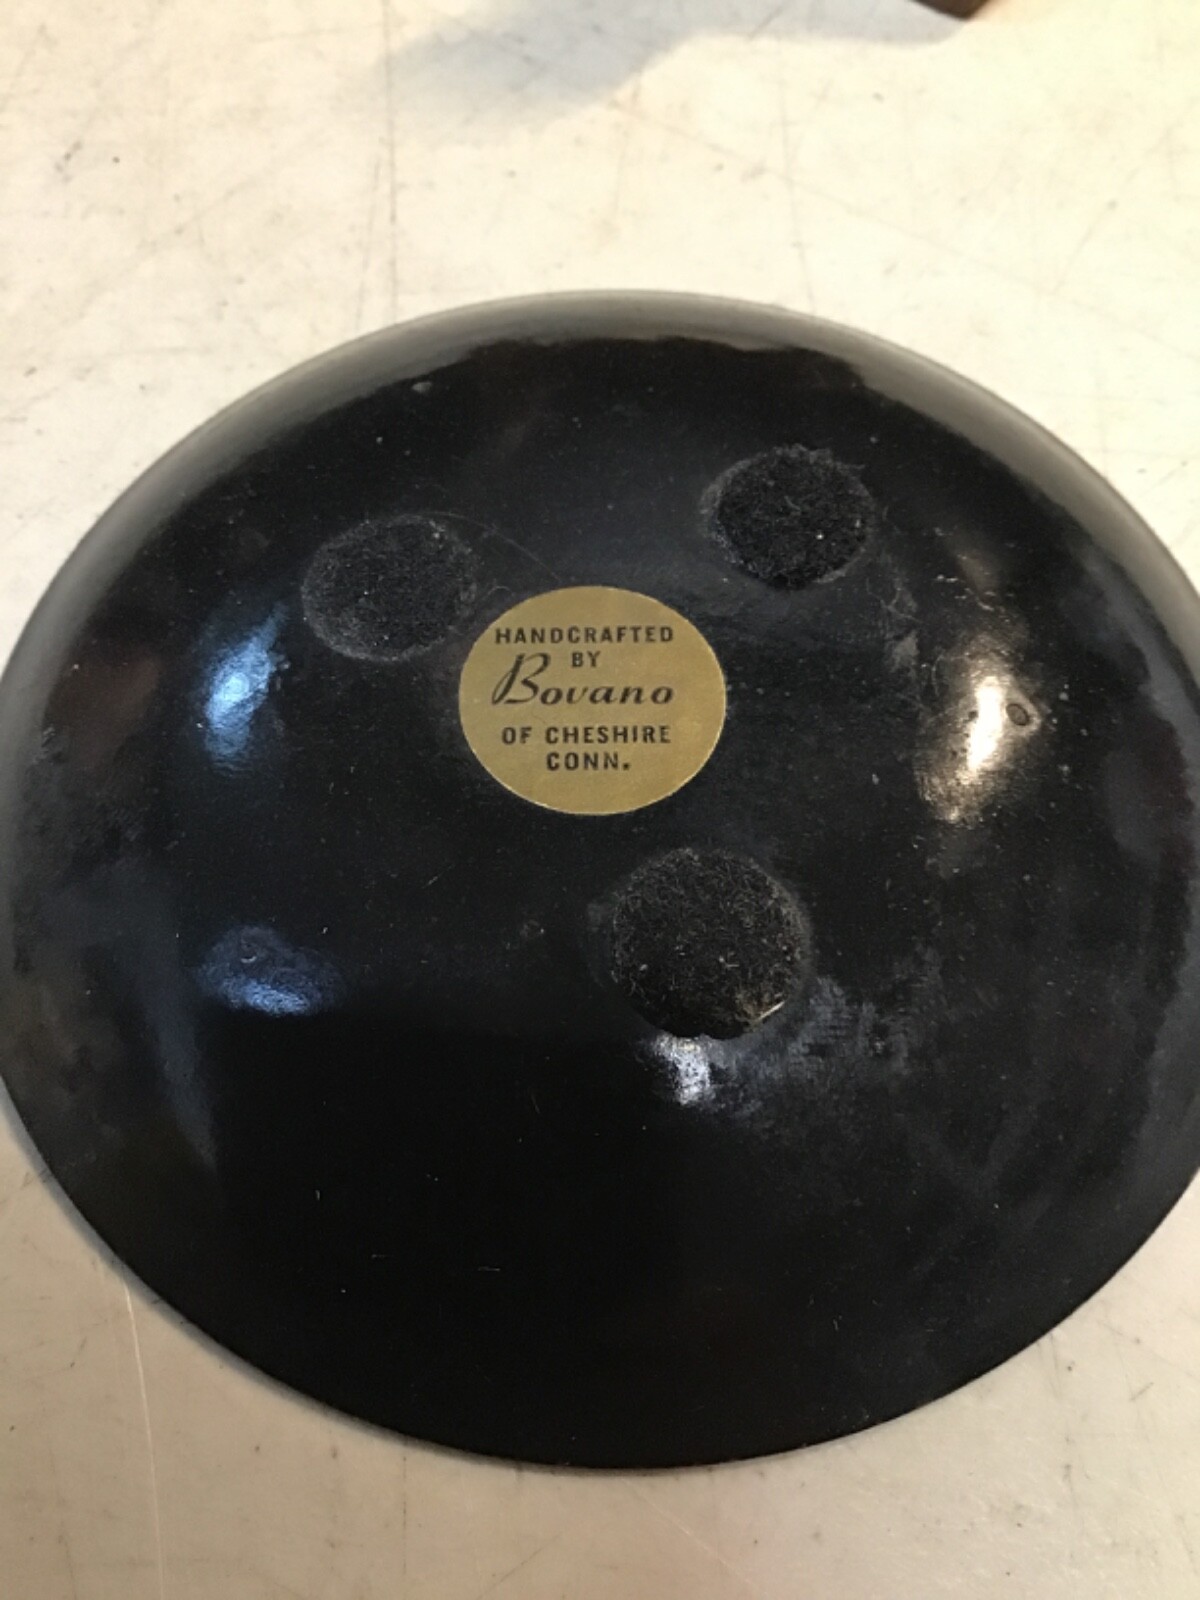 HANDCRAFTED
BY
Bovano
OF CHESHIRE
CONN.